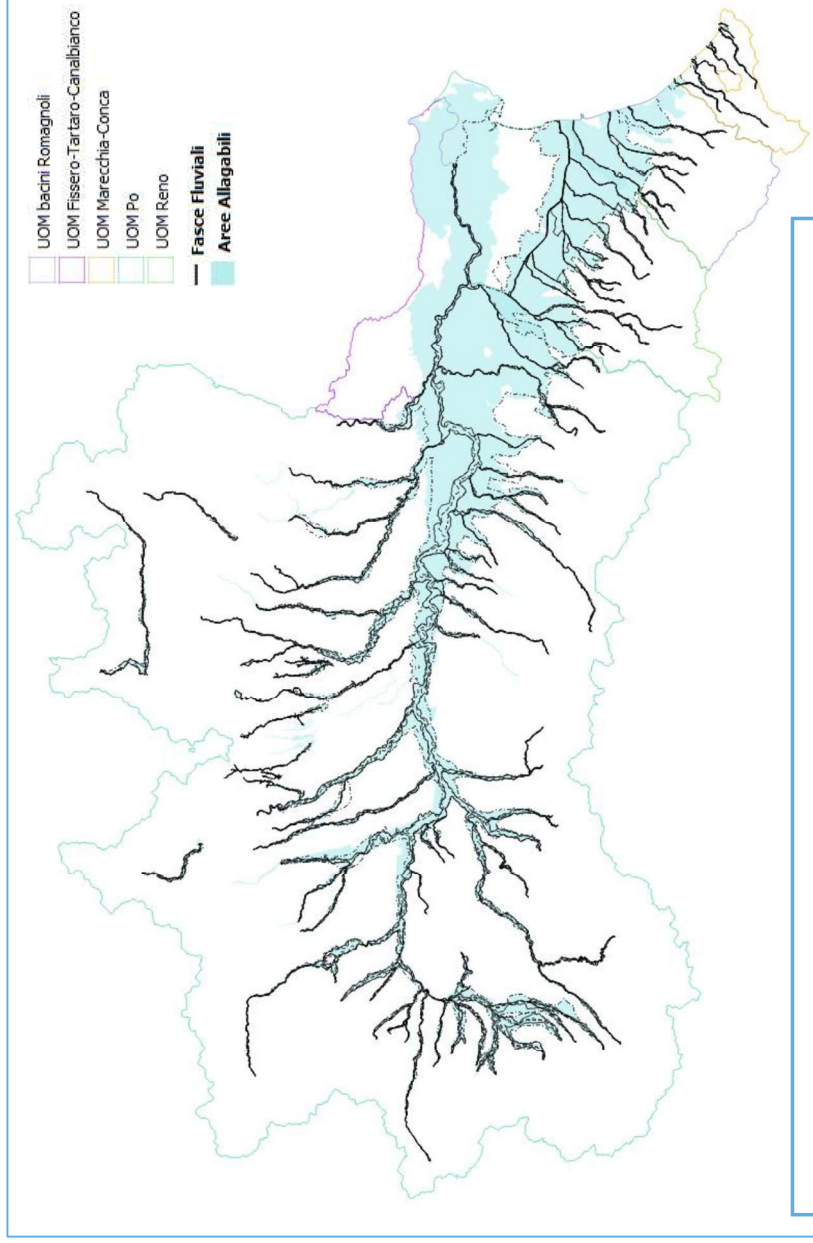 UOM bacini Romagnoli
UOM Fissero-Tartaro-Canalbianco
UOM Marecchia-Conca
UOM Po
UOM Reno
Fasce Fluviali
Aree Allagabili